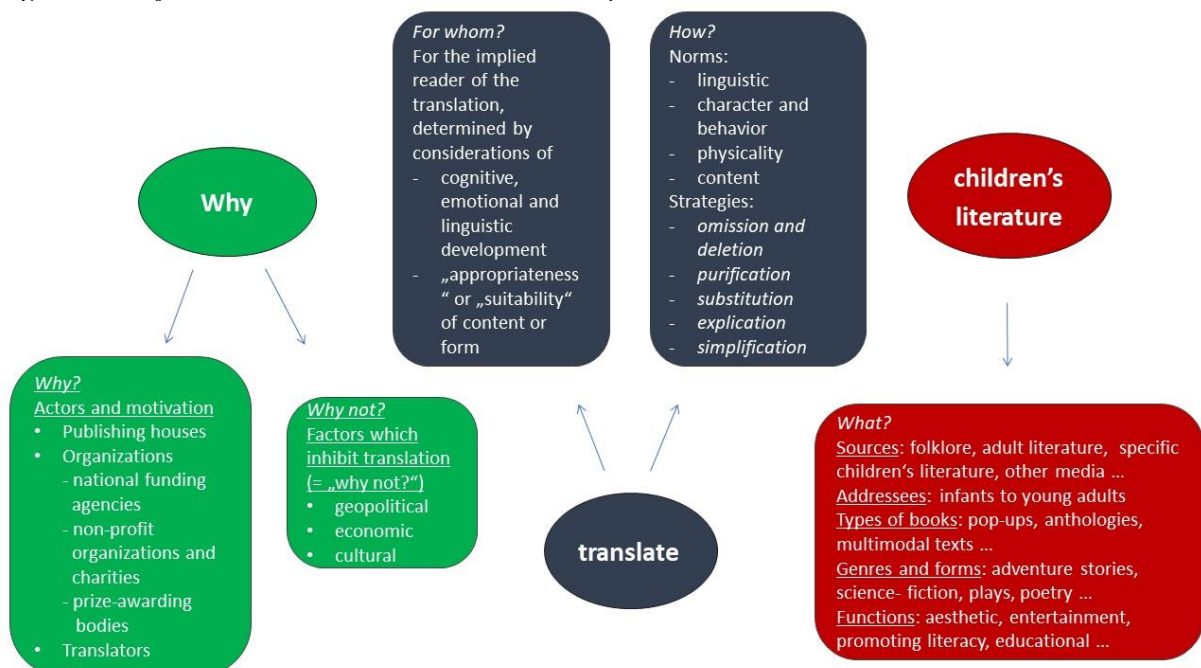 For whom?
For the implied
reader of the
translation,
determined by
considerations of
- cognitive,
emotional and
linguistic
development
- „appropriateness
“ or „suitability“
of content or
form
How?
Norms:
- linguistic
- character and
behavior
- physicality
- content
Strategies:
- omission and
deletion
- purification
- substitution
- explication
- simplification
Why
children’s
literature
Why?
Actors and motivation
• Publishing houses
• Organizations
- national funding
agencies
- non-profit
organizations and
charities
- prize-awarding
bodies
• Translators
Why not?
Factors which
inhibit translation
(= „why not?“)
• geopolitical
• economic
• cultural
translate
What?
Sources: folklore, adult literature, specific
children‘s literature, other media ...
Addressees: infants to young adults
Types of books: pop-ups, anthologies,
multimodal texts ...
Genres and forms: adventure stories,
science- fiction, plays, poetry ...
Functions: aesthetic, entertainment,
promoting literacy, educational ...